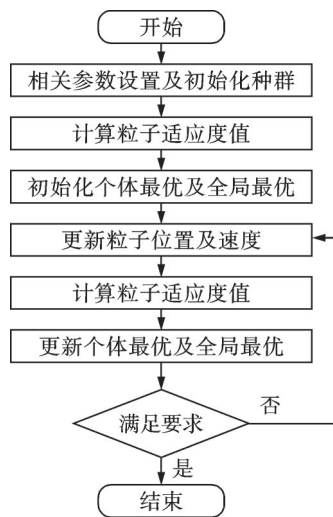 开始
相关参数设置及初始化种群
计算粒子适应度值
初始化个体最优及全局最优
更新粒子位置及速度
计算粒子适应度值
更新个体最优及全局最优
满足要求
否
是
结束